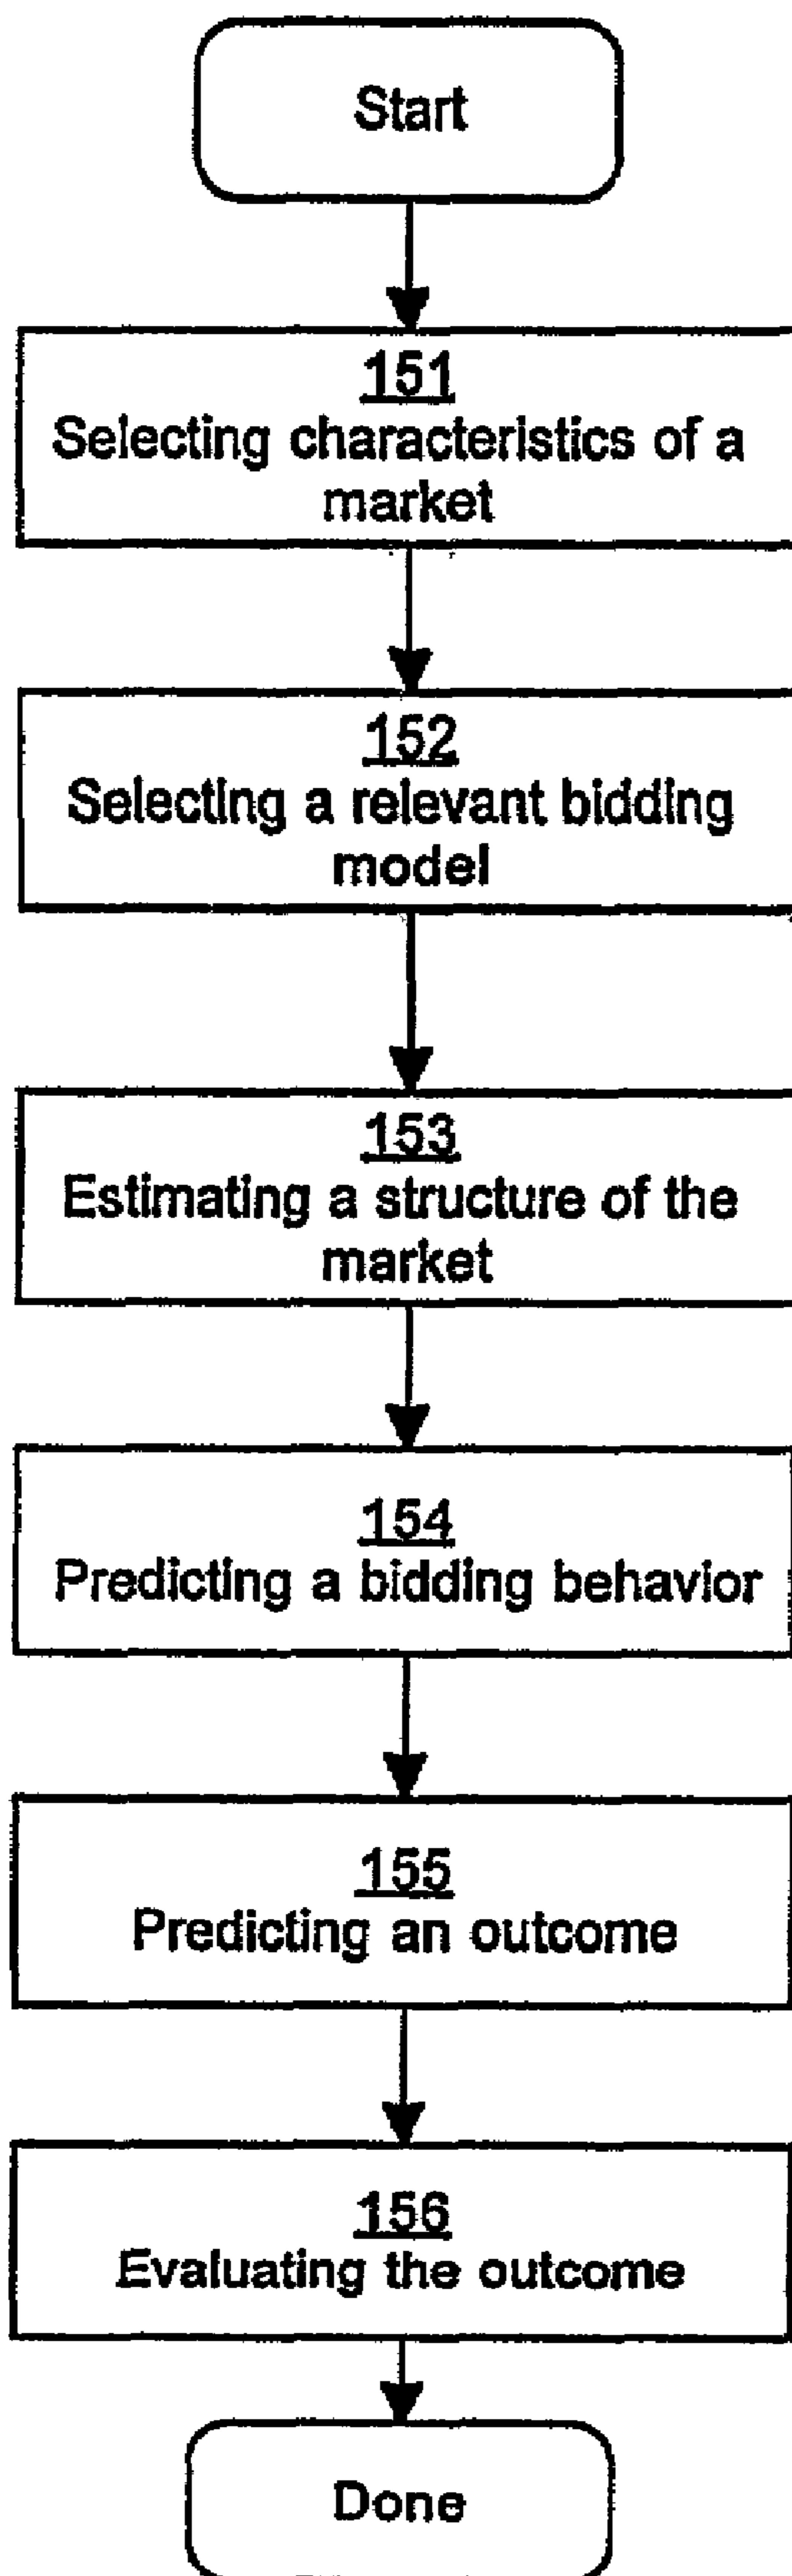 Start
151
Selecting characteristics of a
market
152
Selecting a relevant bidding
model
153
Estimating a structure of the
market
154
Predicting a bidding behavior
155
Predicting an outcome
156
Evaluating the outcome
Done